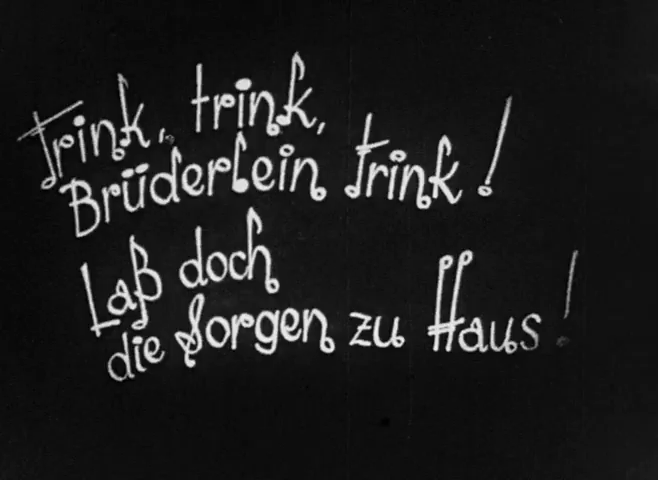 Trink, trink,
Brüderlein trink!
Laß doch
die Sorgen zu Haus!